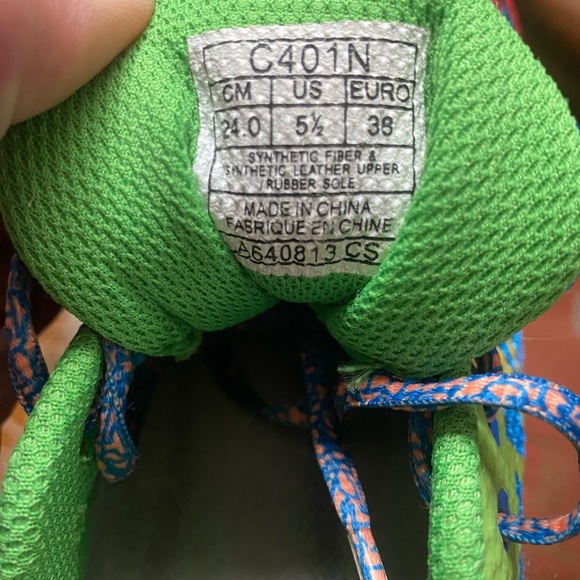 C401N
CM US EURO
24.0 5½ 38
SYNTHETIC FIBER &
SYNTHETIC LEATHER UPPER
/RUBBER SOLE
MADE IN CHINA
FABRIQUE EN CHINE
A640813 CS